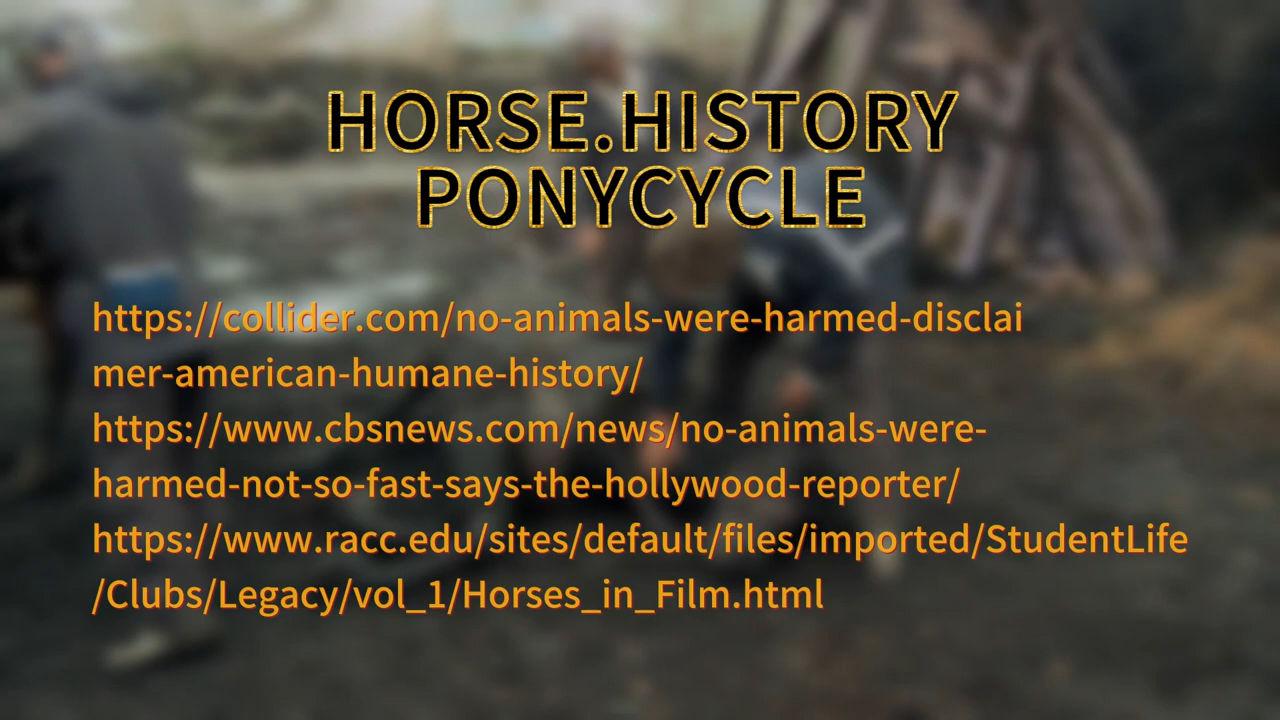 HORSE.HISTORY
PONYCYCLE
https://collider.com/no-animals-were-harmed-disclai
mer-american-humane-history/
https://www.cbsnews.com/news/no-animals-were-
harmed-not-so-fast-says-the-hollywood-reporter/
https://www.racc.edu/sites/default/files/imported/StudentLife
/Clubs/Legacy/vol_1/Horses_in_Film.html